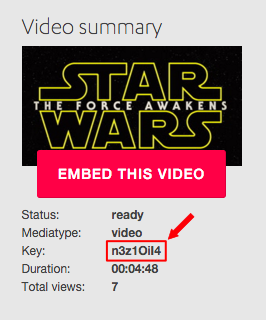 Video summary
STAR
THE FORCE AWAKENS
WARS
EMBED THIS VIDEO
Status: ready
Mediatype: video
Key: n3z1Oil4
Duration: 00:04:48
Total views: 7